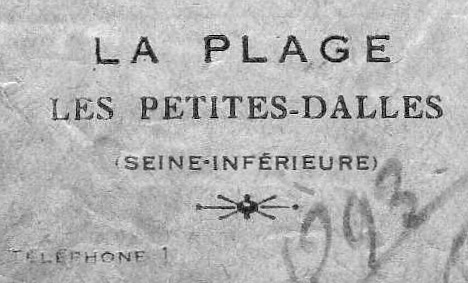 LA PLAGE
LES PETITES-DALLES
(SEINE-INFÉRIEURE)
TÉLÉPHONE 1